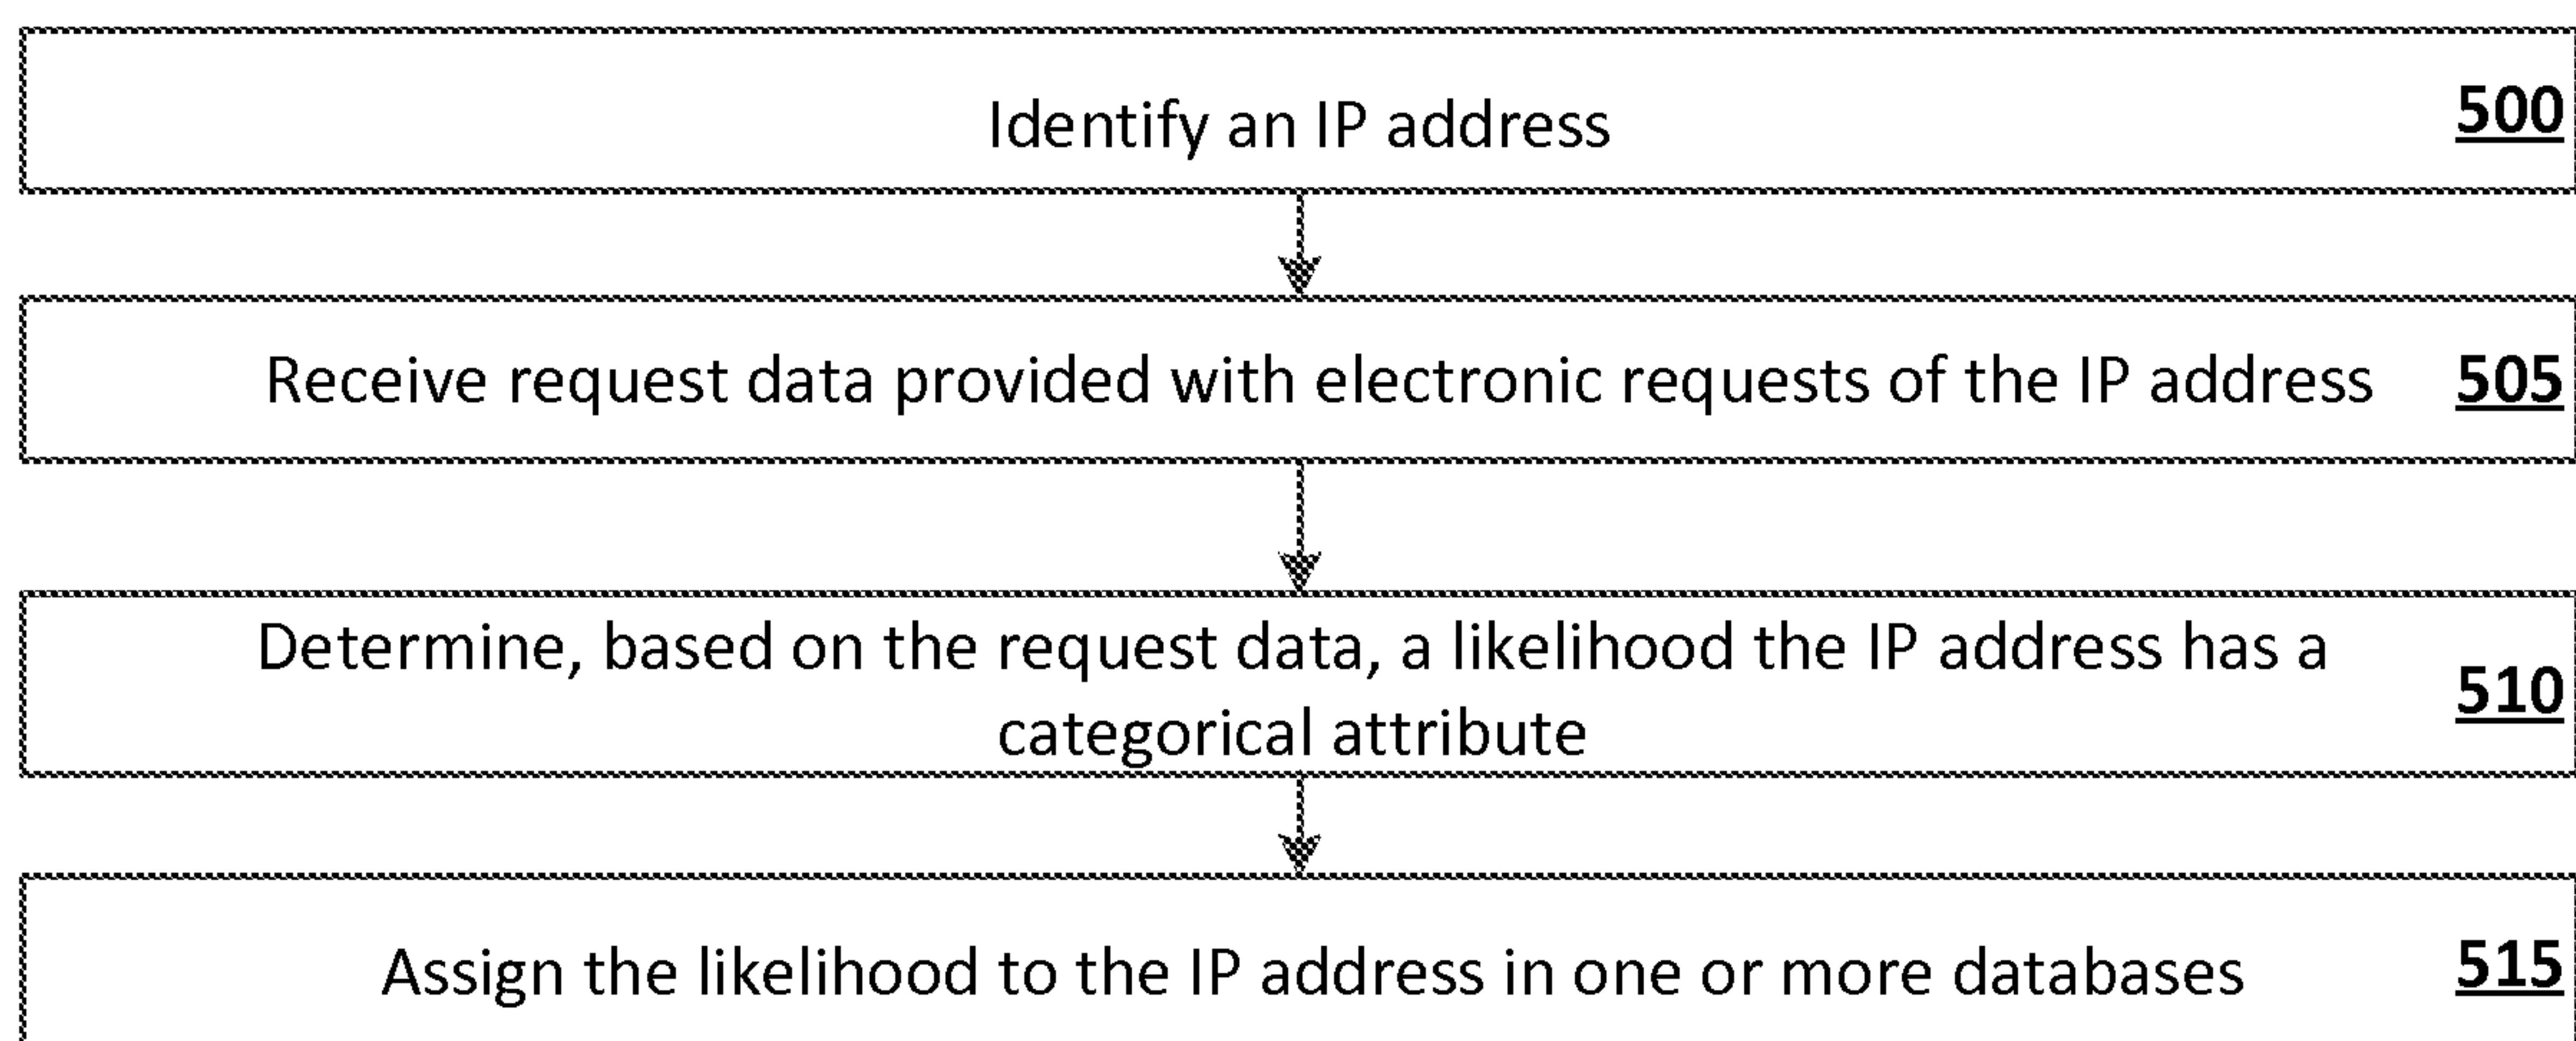 Identify an IP address
500
Receive request data provided with electronic requests of the IP address
505
Determine, based on the request data, a likelihood the IP address has a
categorical attribute
510
Assign the likelihood to the IP address in one or more databases
515